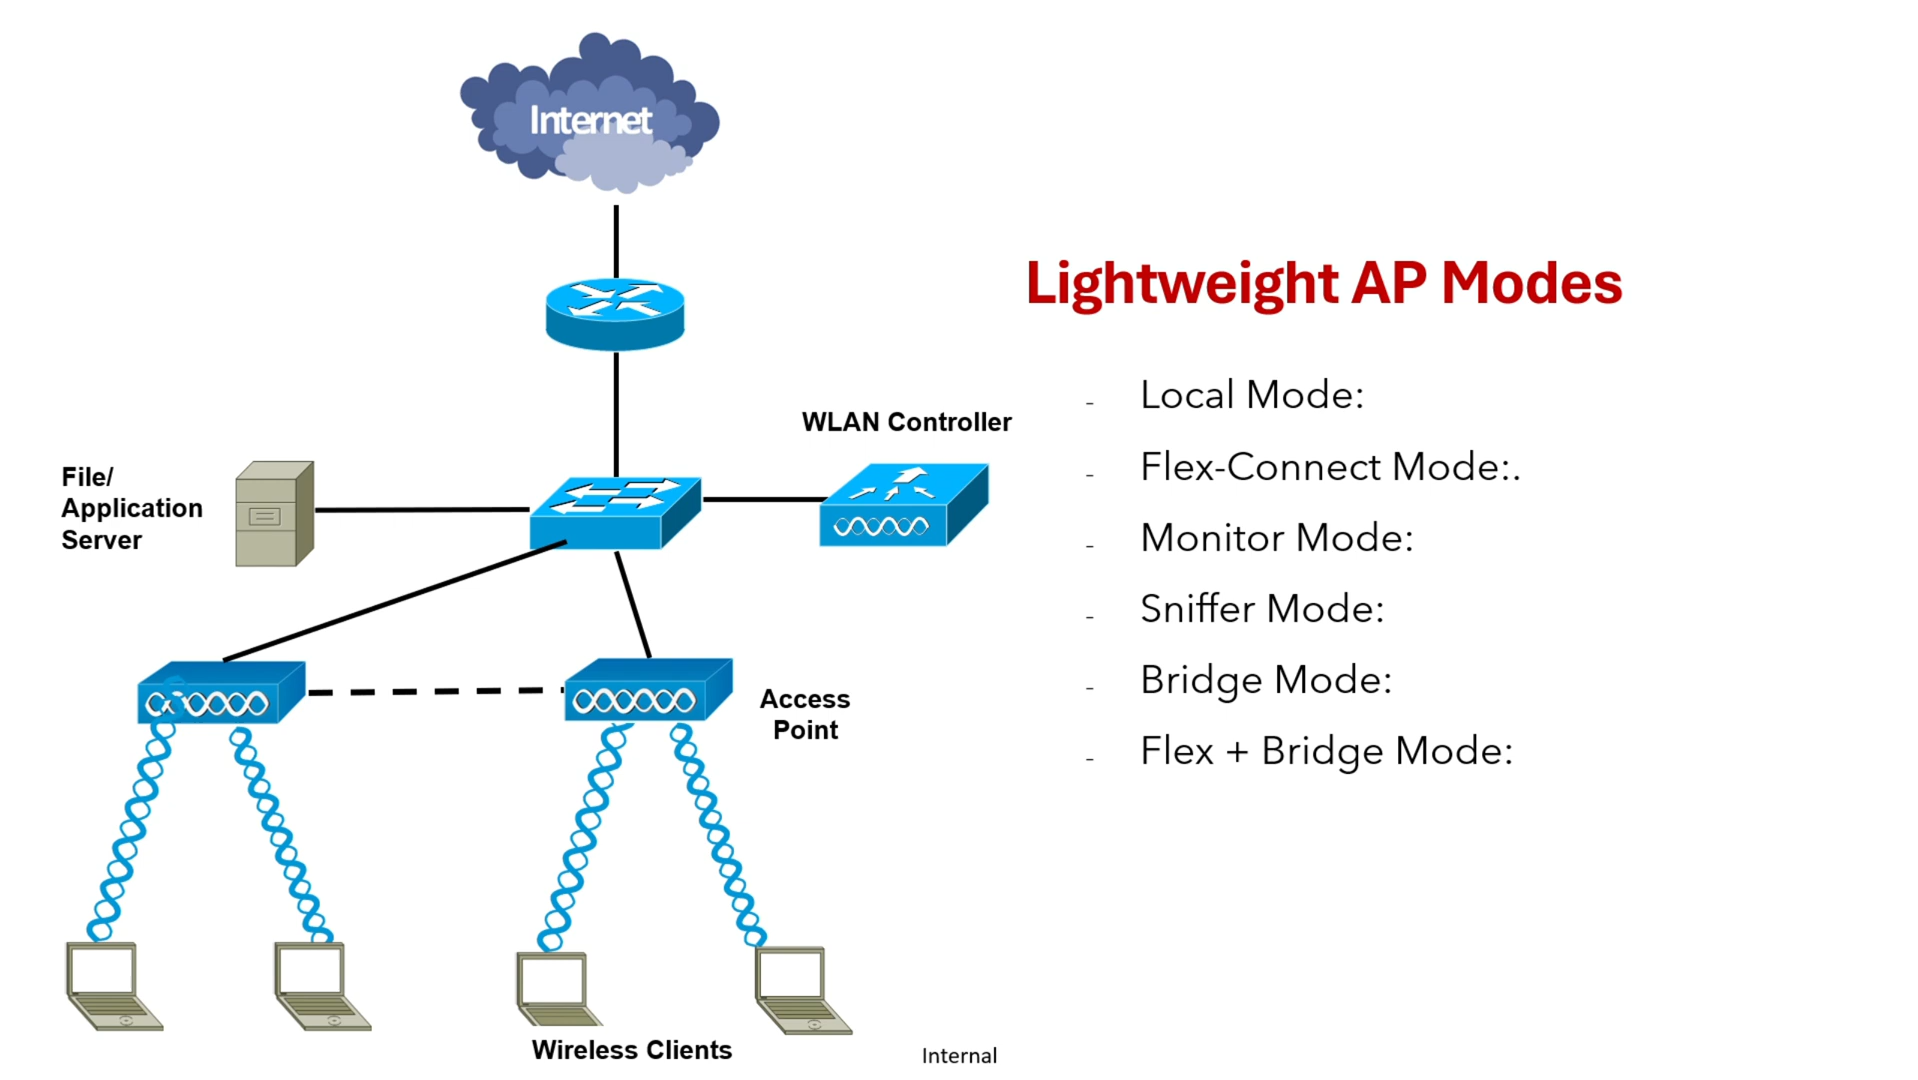 Internet
Lightweight AP Modes
- Local Mode:
- Flex-Connect Mode:.
- Monitor Mode:
- Sniffer Mode:
- Bridge Mode:
- Flex + Bridge Mode:
WLAN Controller
File/
Application
Server
Access
Point
Wireless Clients
Internal